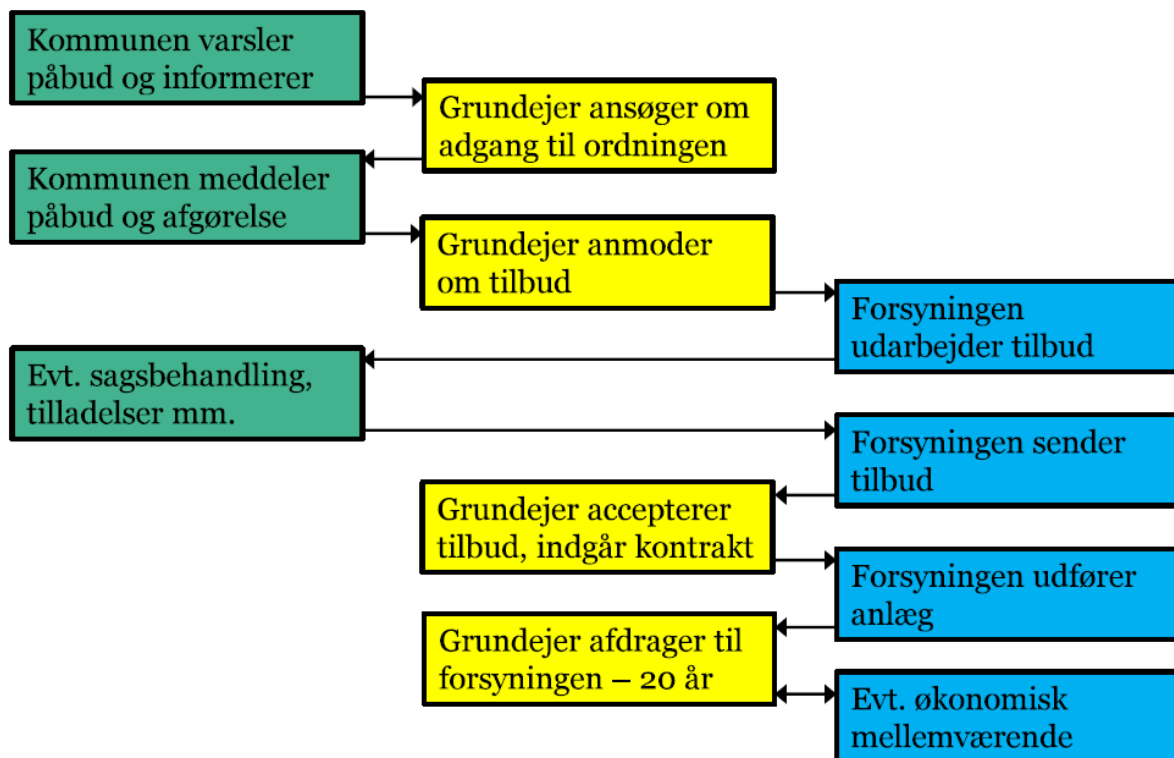 Kommunen varsler
påbud og informerer
Grundejer ansøger om
adgang til ordningen
Kommunen meddeler
påbud og afgørelse
Grundejer anmoder
om tilbud
Forsyningen
udarbejder tilbud
Evt. sagsbehandling,
tilladelser mm.
Forsyningen sender
tilbud
Grundejer accepterer
tilbud, indgår kontrakt
Forsyningen udfører
anlæg
Grundejer afdrager til
forsyningen – 20 år
Evt. økonomisk
mellemværende